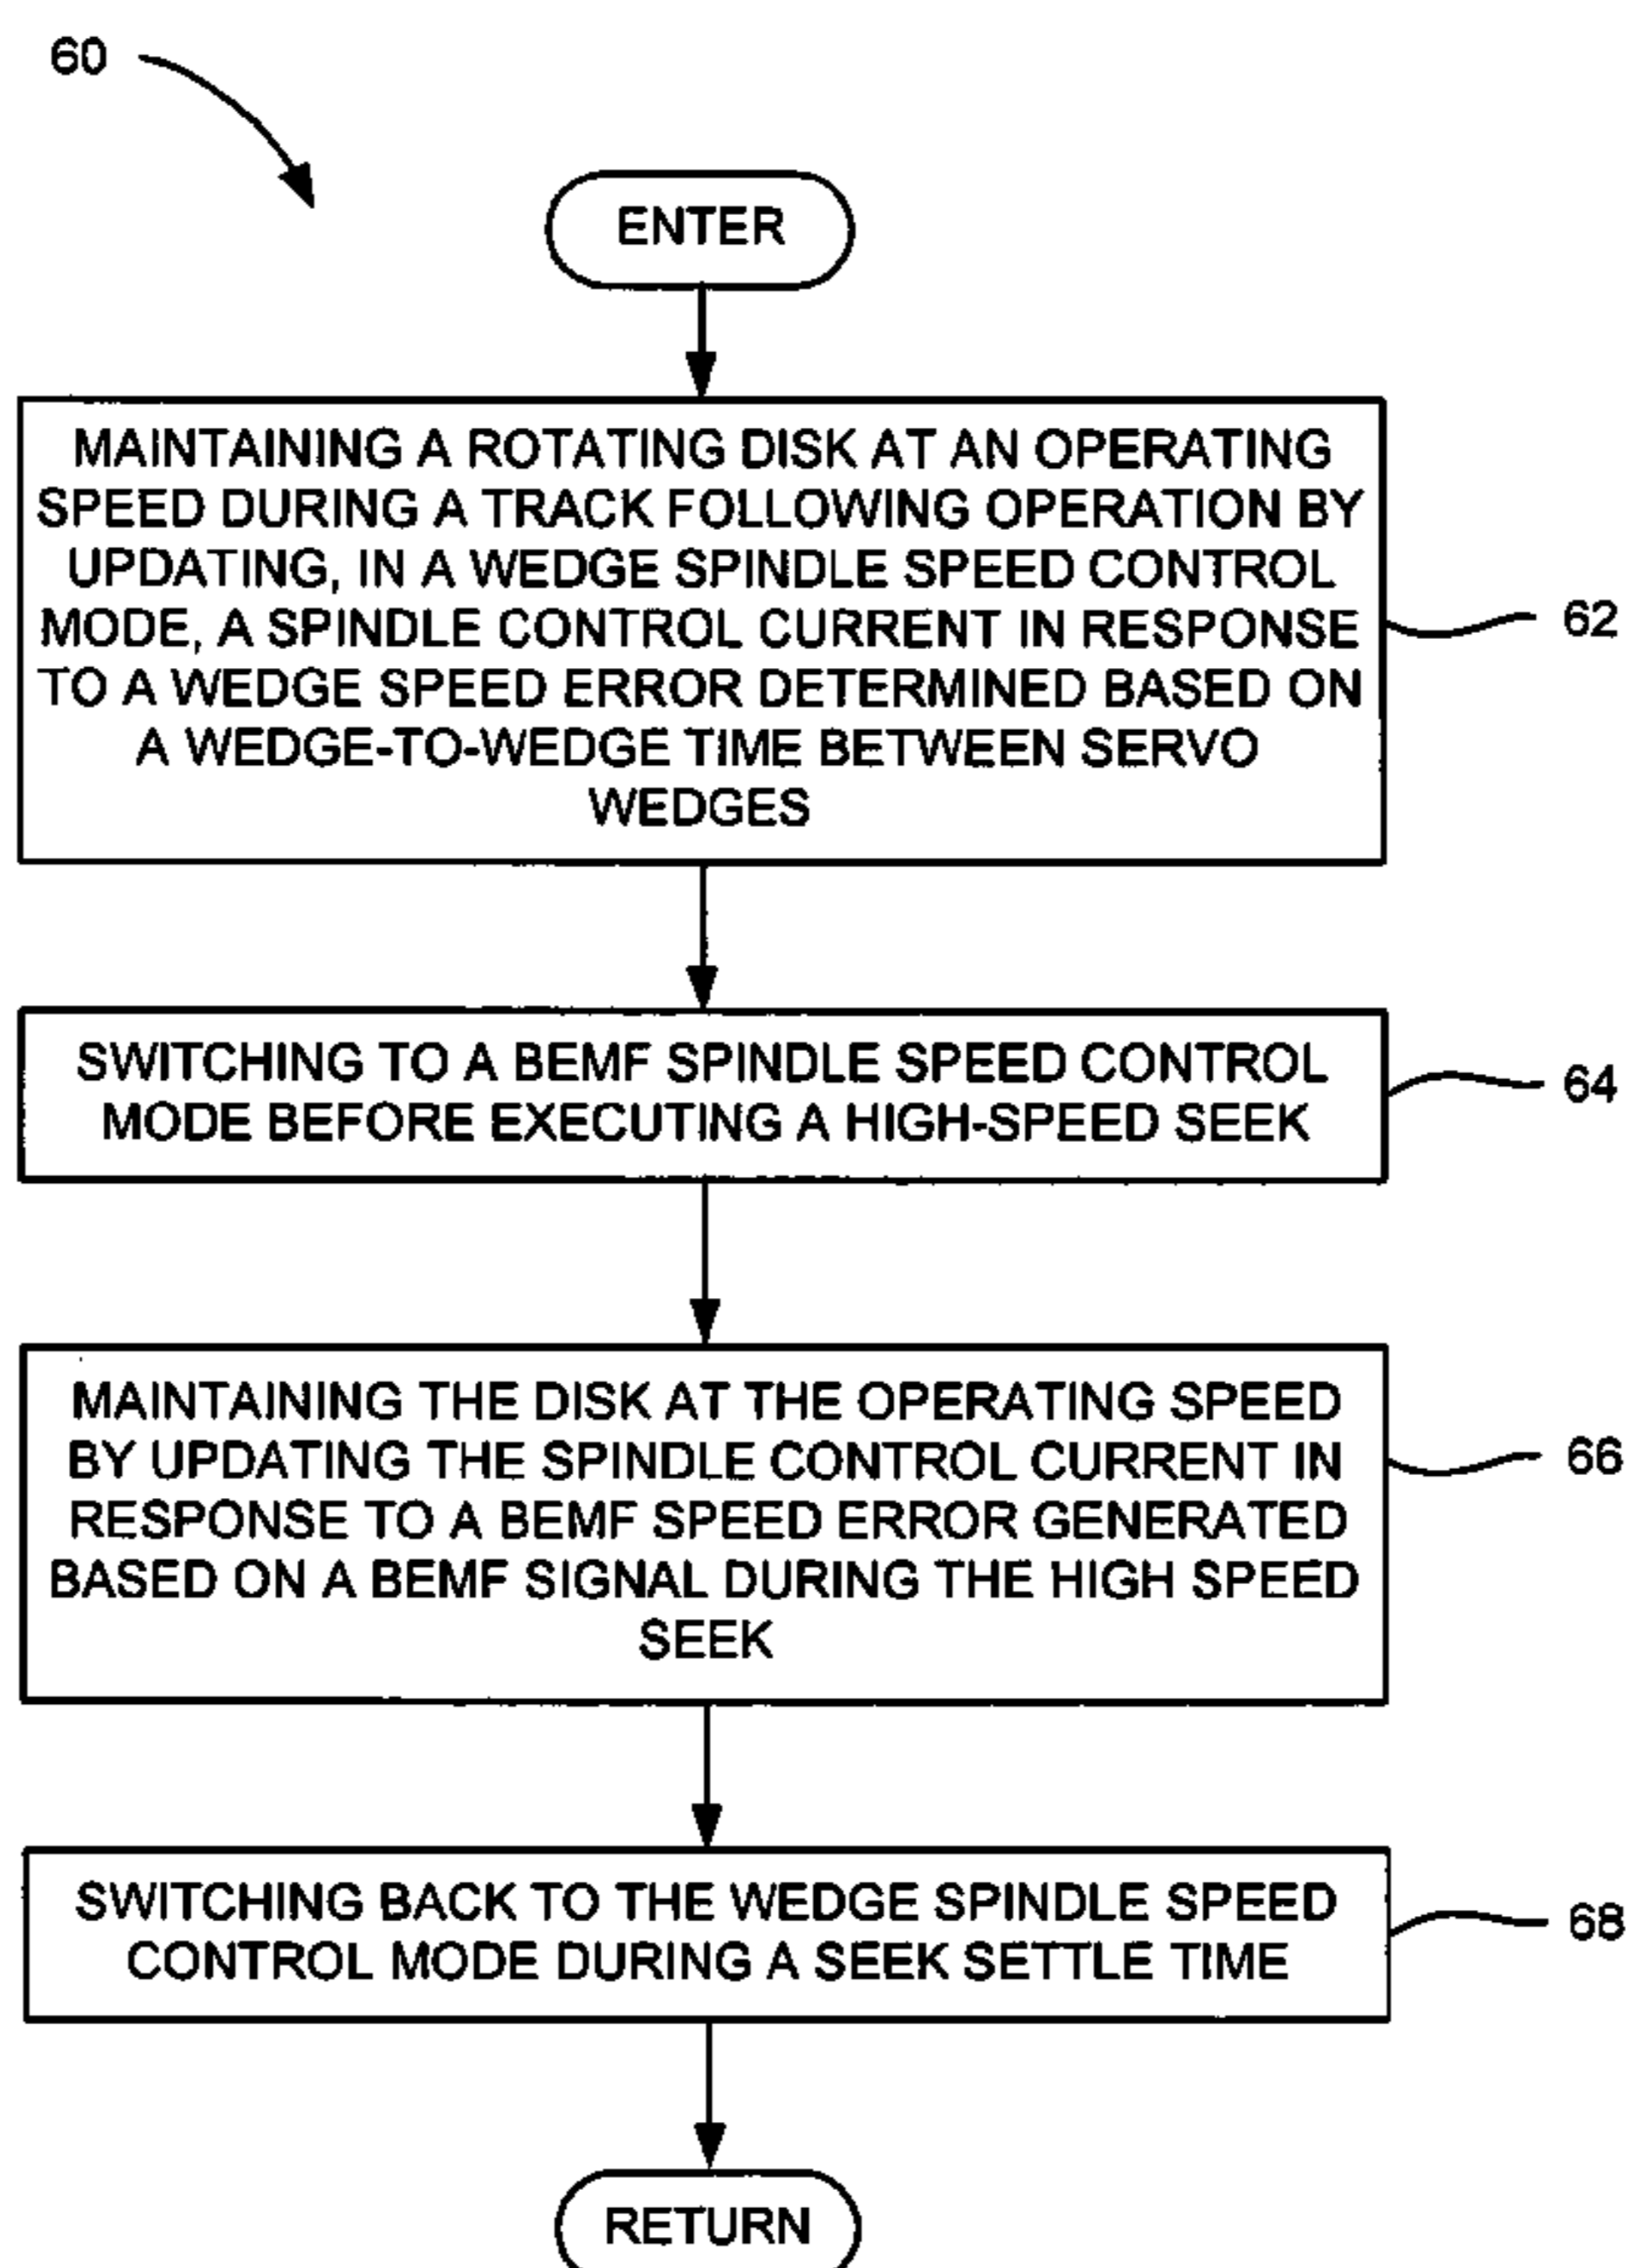 60
ENTER
MAINTAINING A ROTATING DISK AT AN OPERATING
SPEED DURING A TRACK FOLLOWING OPERATION BY
UPDATING, IN A WEDGE SPINDLE SPEED CONTROL
MODE, A SPINDLE CONTROL CURRENT IN RESPONSE
TO A WEDGE SPEED ERROR DETERMINED BASED ON
A WEDGE-TO-WEDGE TIME BETWEEN SERVO
WEDGES
62
SWITCHING TO A BEMF SPINDLE SPEED CONTROL
MODE BEFORE EXECUTING A HIGH-SPEED SEEK
64
MAINTAINING THE DISK AT THE OPERATING SPEED
BY UPDATING THE SPINDLE CONTROL CURRENT IN
RESPONSE TO A BEMF SPEED ERROR GENERATED
BASED ON A BEMF SIGNAL DURING THE HIGH SPEED
SEEK
66
SWITCHING BACK TO THE WEDGE SPINDLE SPEED
CONTROL MODE DURING A SEEK SETTLE TIME
68
RETURN